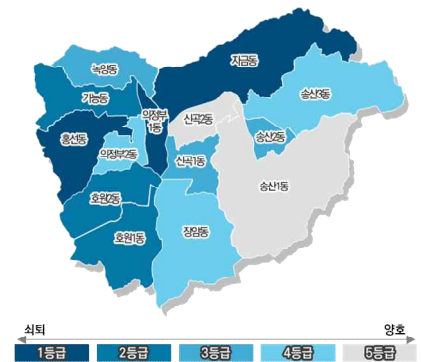 자금동
녹양동
송산3동
가능동
의정부
1동
신곡2동
흥선동
송산2동
의정부2동
신곡1동
송산1동
호원2동
장암동
호원1동
쇠퇴
양호
1등급
2등급
3등급
4등급
5등급